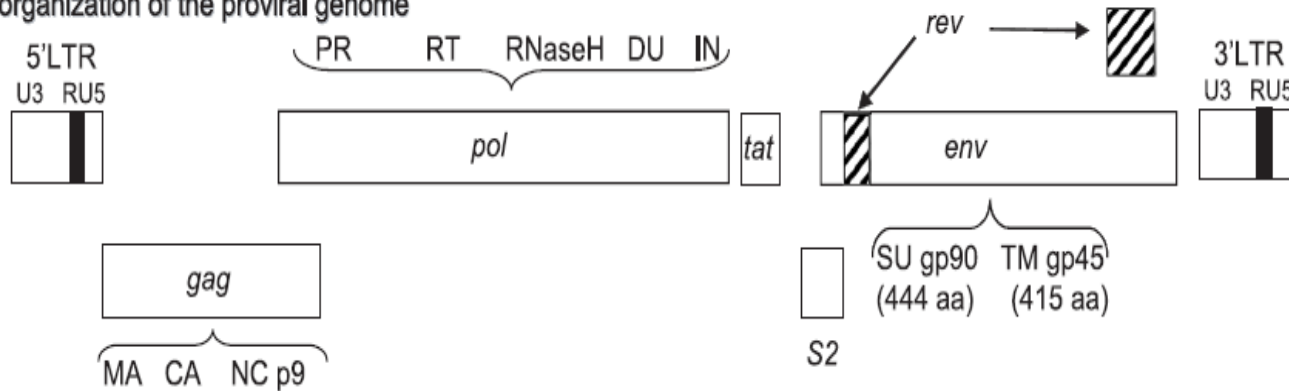 organization of the proviral genome
5'LTR
U3 RU5
PR RT RNaseH DU IN
rev
3'LTR
U3 RU5
pol
tat
env
gag
MA CA NC p9
S2
SU gp90 TM gp45
(444 aa) (415 aa)